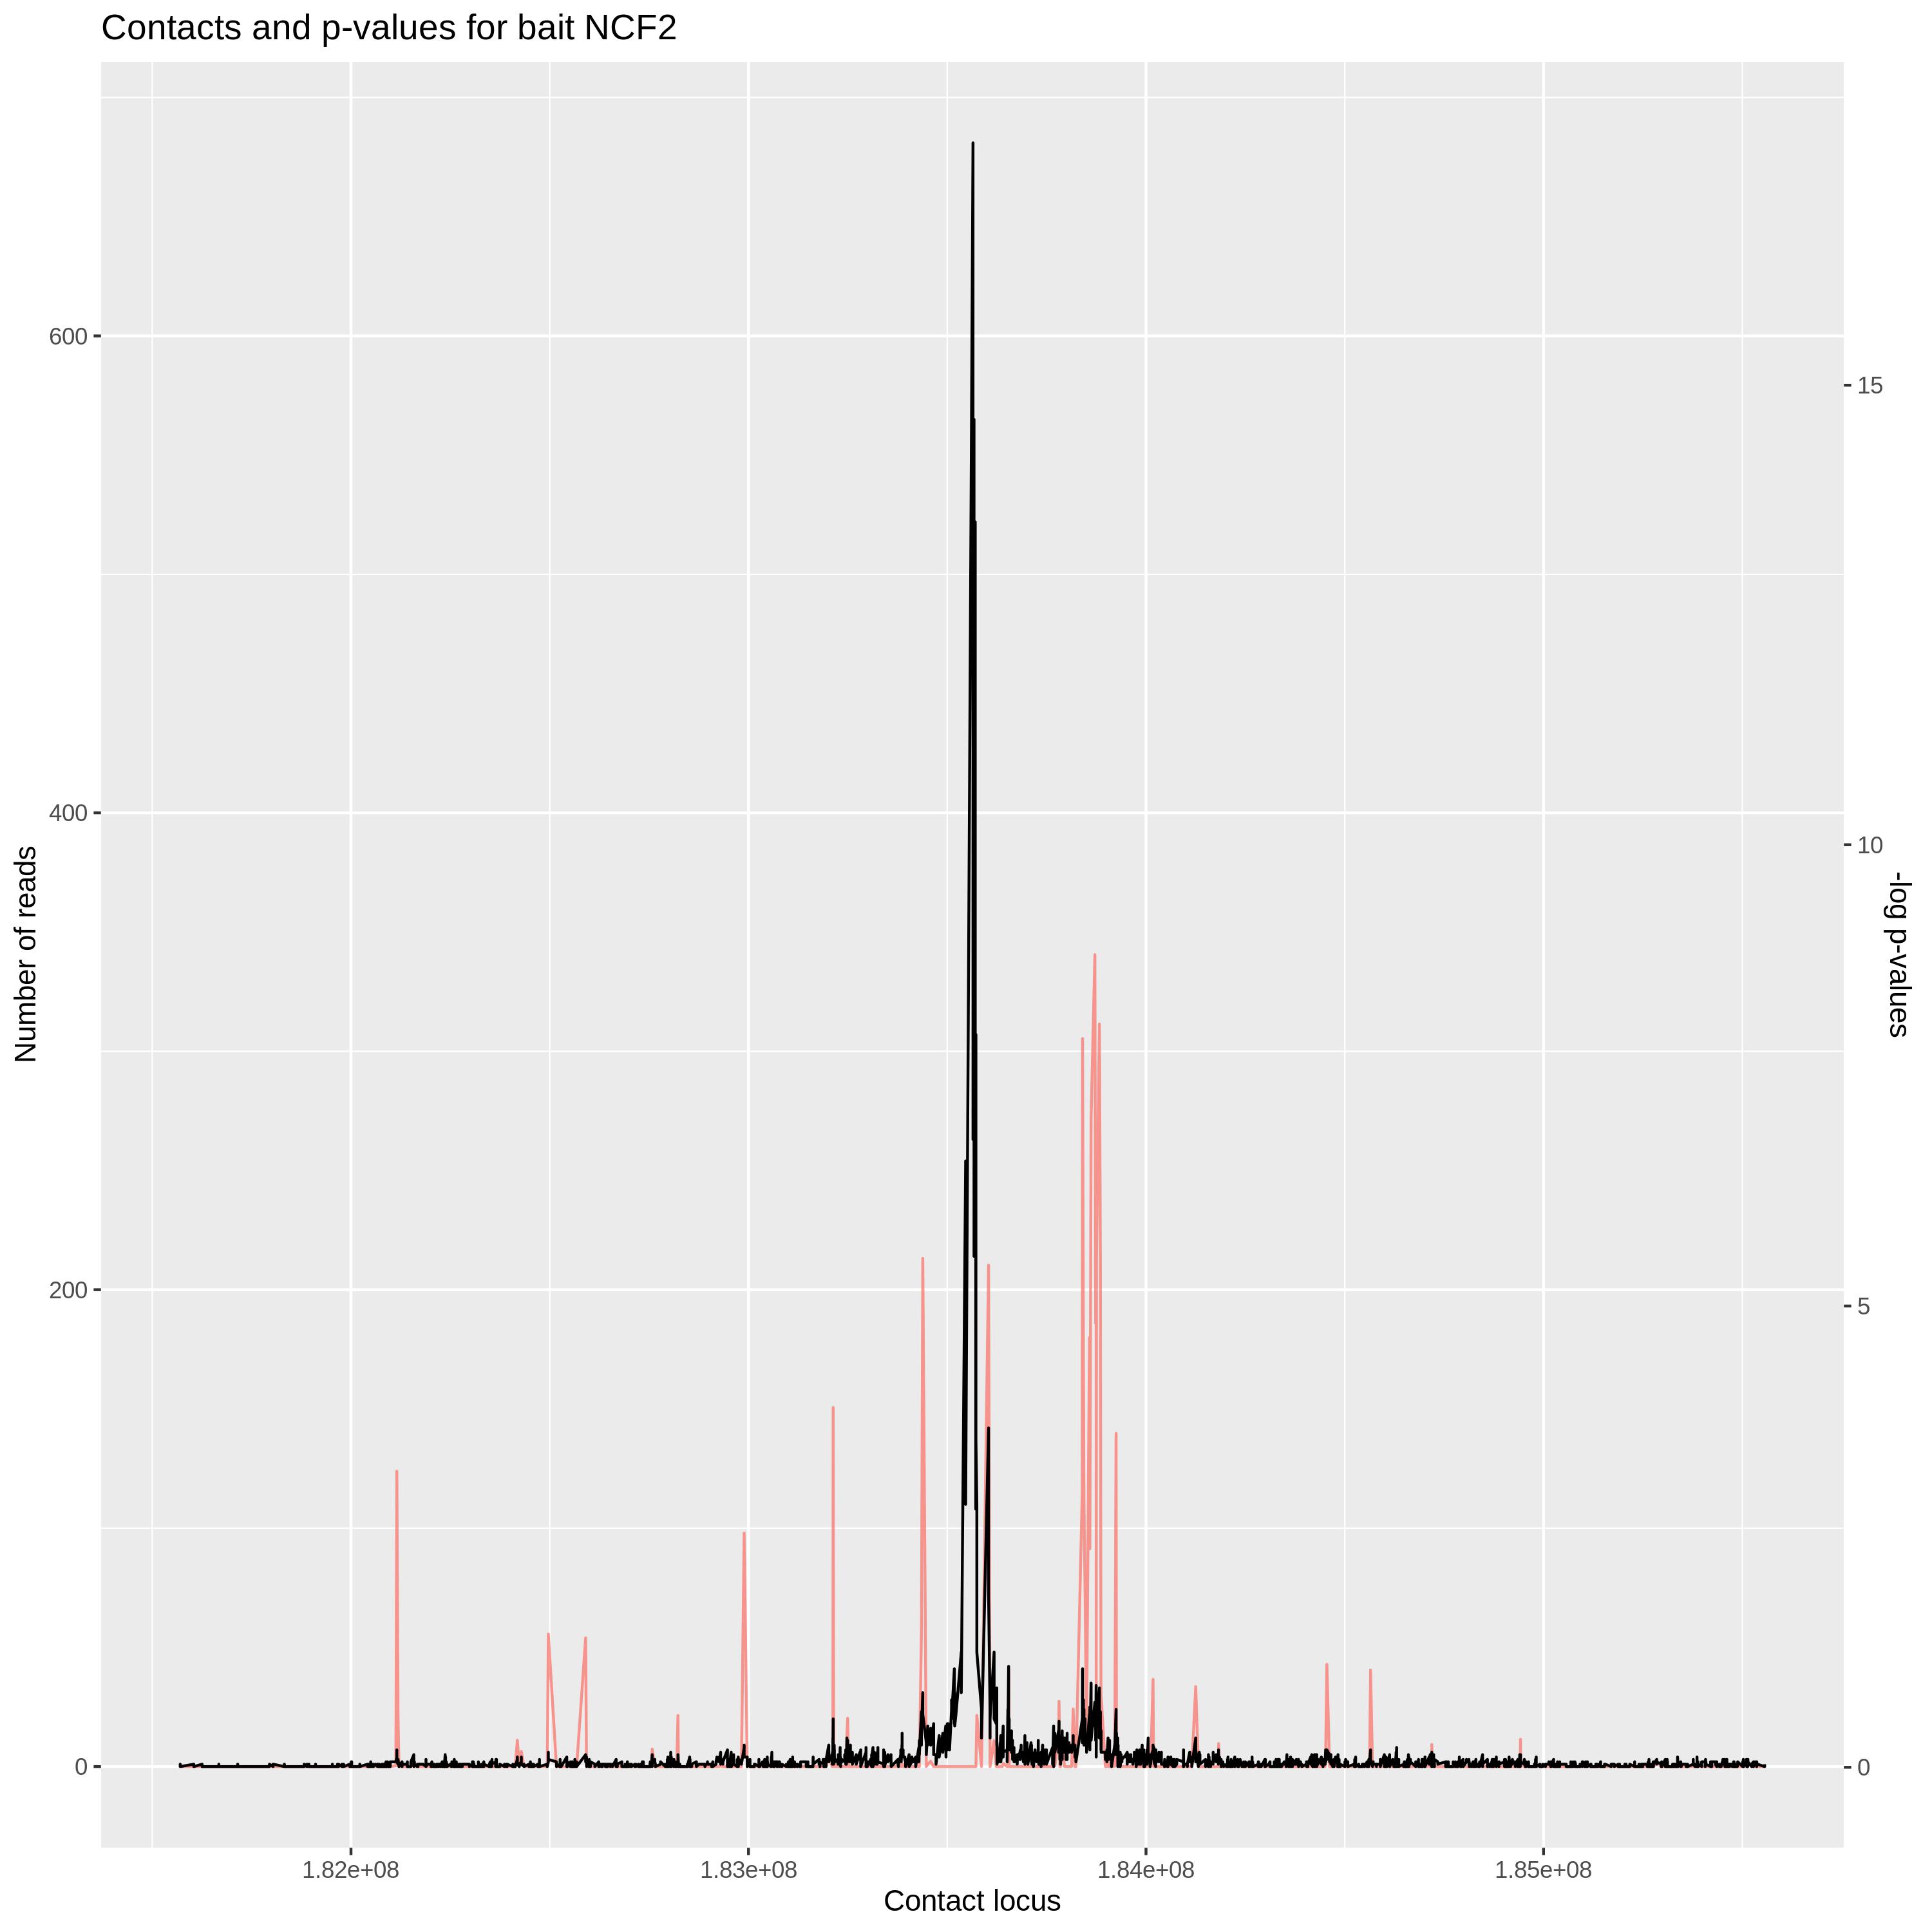 Contacts and p-values for bait NCF2
600
400
200
0
Number of reads
15
10
5
0
-log p-values
1.82e+08
1.83e+08
1.84e+08
1.85e+08
Contact locus